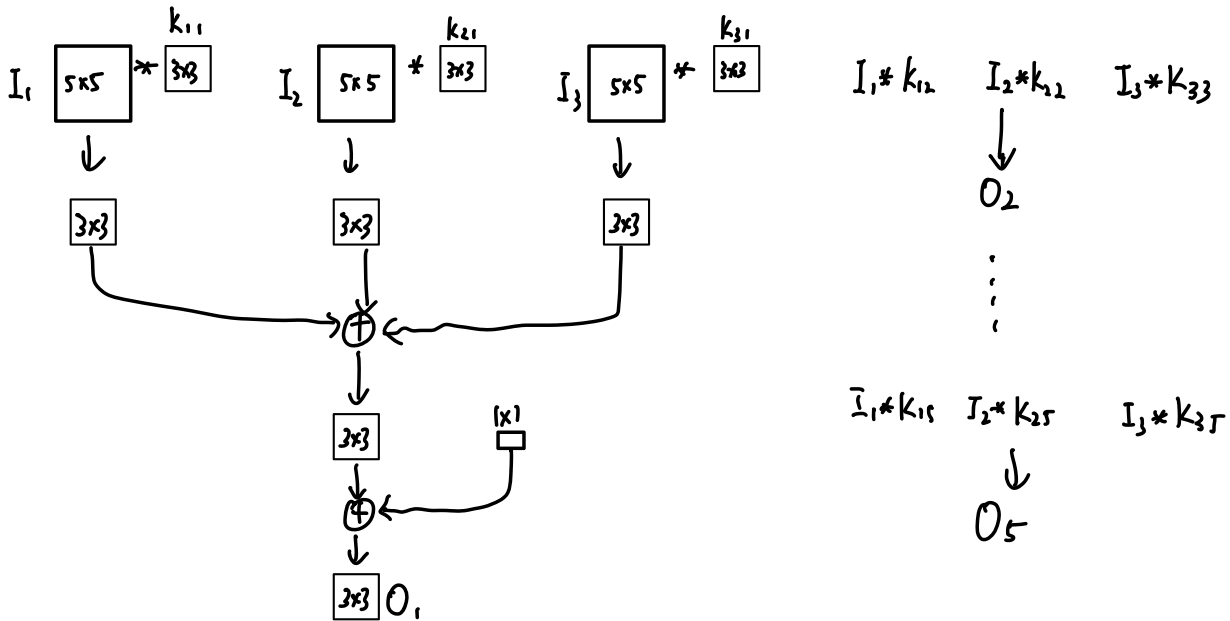 K11 K21 K31
I1 5x5 * 3x3 I2 5x5 * 3x3 I3 5x5 * 3x3
3x3 3x3 3x3
+
3x3 1x1
+
3x3 O1
I1*K12 I2*K22 I3*K33
O2
I1*K15 I2*K25 I3*K35
O5